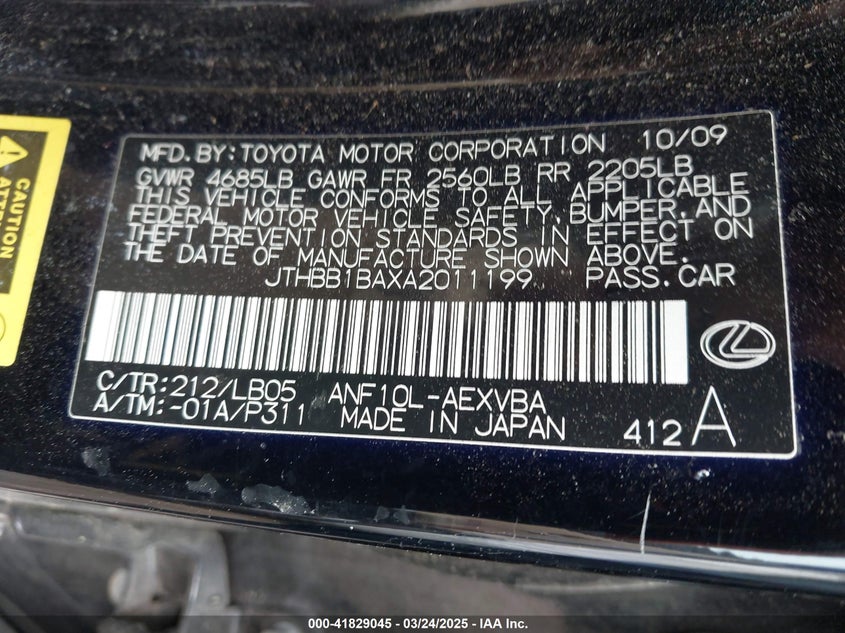 MFD. BY: TOYOTA MOTOR CORPORATION 10/09
GVWR 4685LB GAWR FR 2560LB RR 2205LB
THIS VEHICLE CONFORMS TO ALL APPLICABLE
FEDERAL MOTOR VEHICLE SAFETY, BUMPER, AND
THEFT PREVENTION STANDARDS IN EFFECT ON
THE DATE OF MANUFACTURE SHOWN ABOVE.
JTHBB1BAXA2011199 PASS.CAR
C/TR:212/LB05 ANF10L-AEXVBA
A/TM:-01A/P311 MADE IN JAPAN 412A
CAUTION
000-41829045 - 03/24/2025 - IAA Inc.